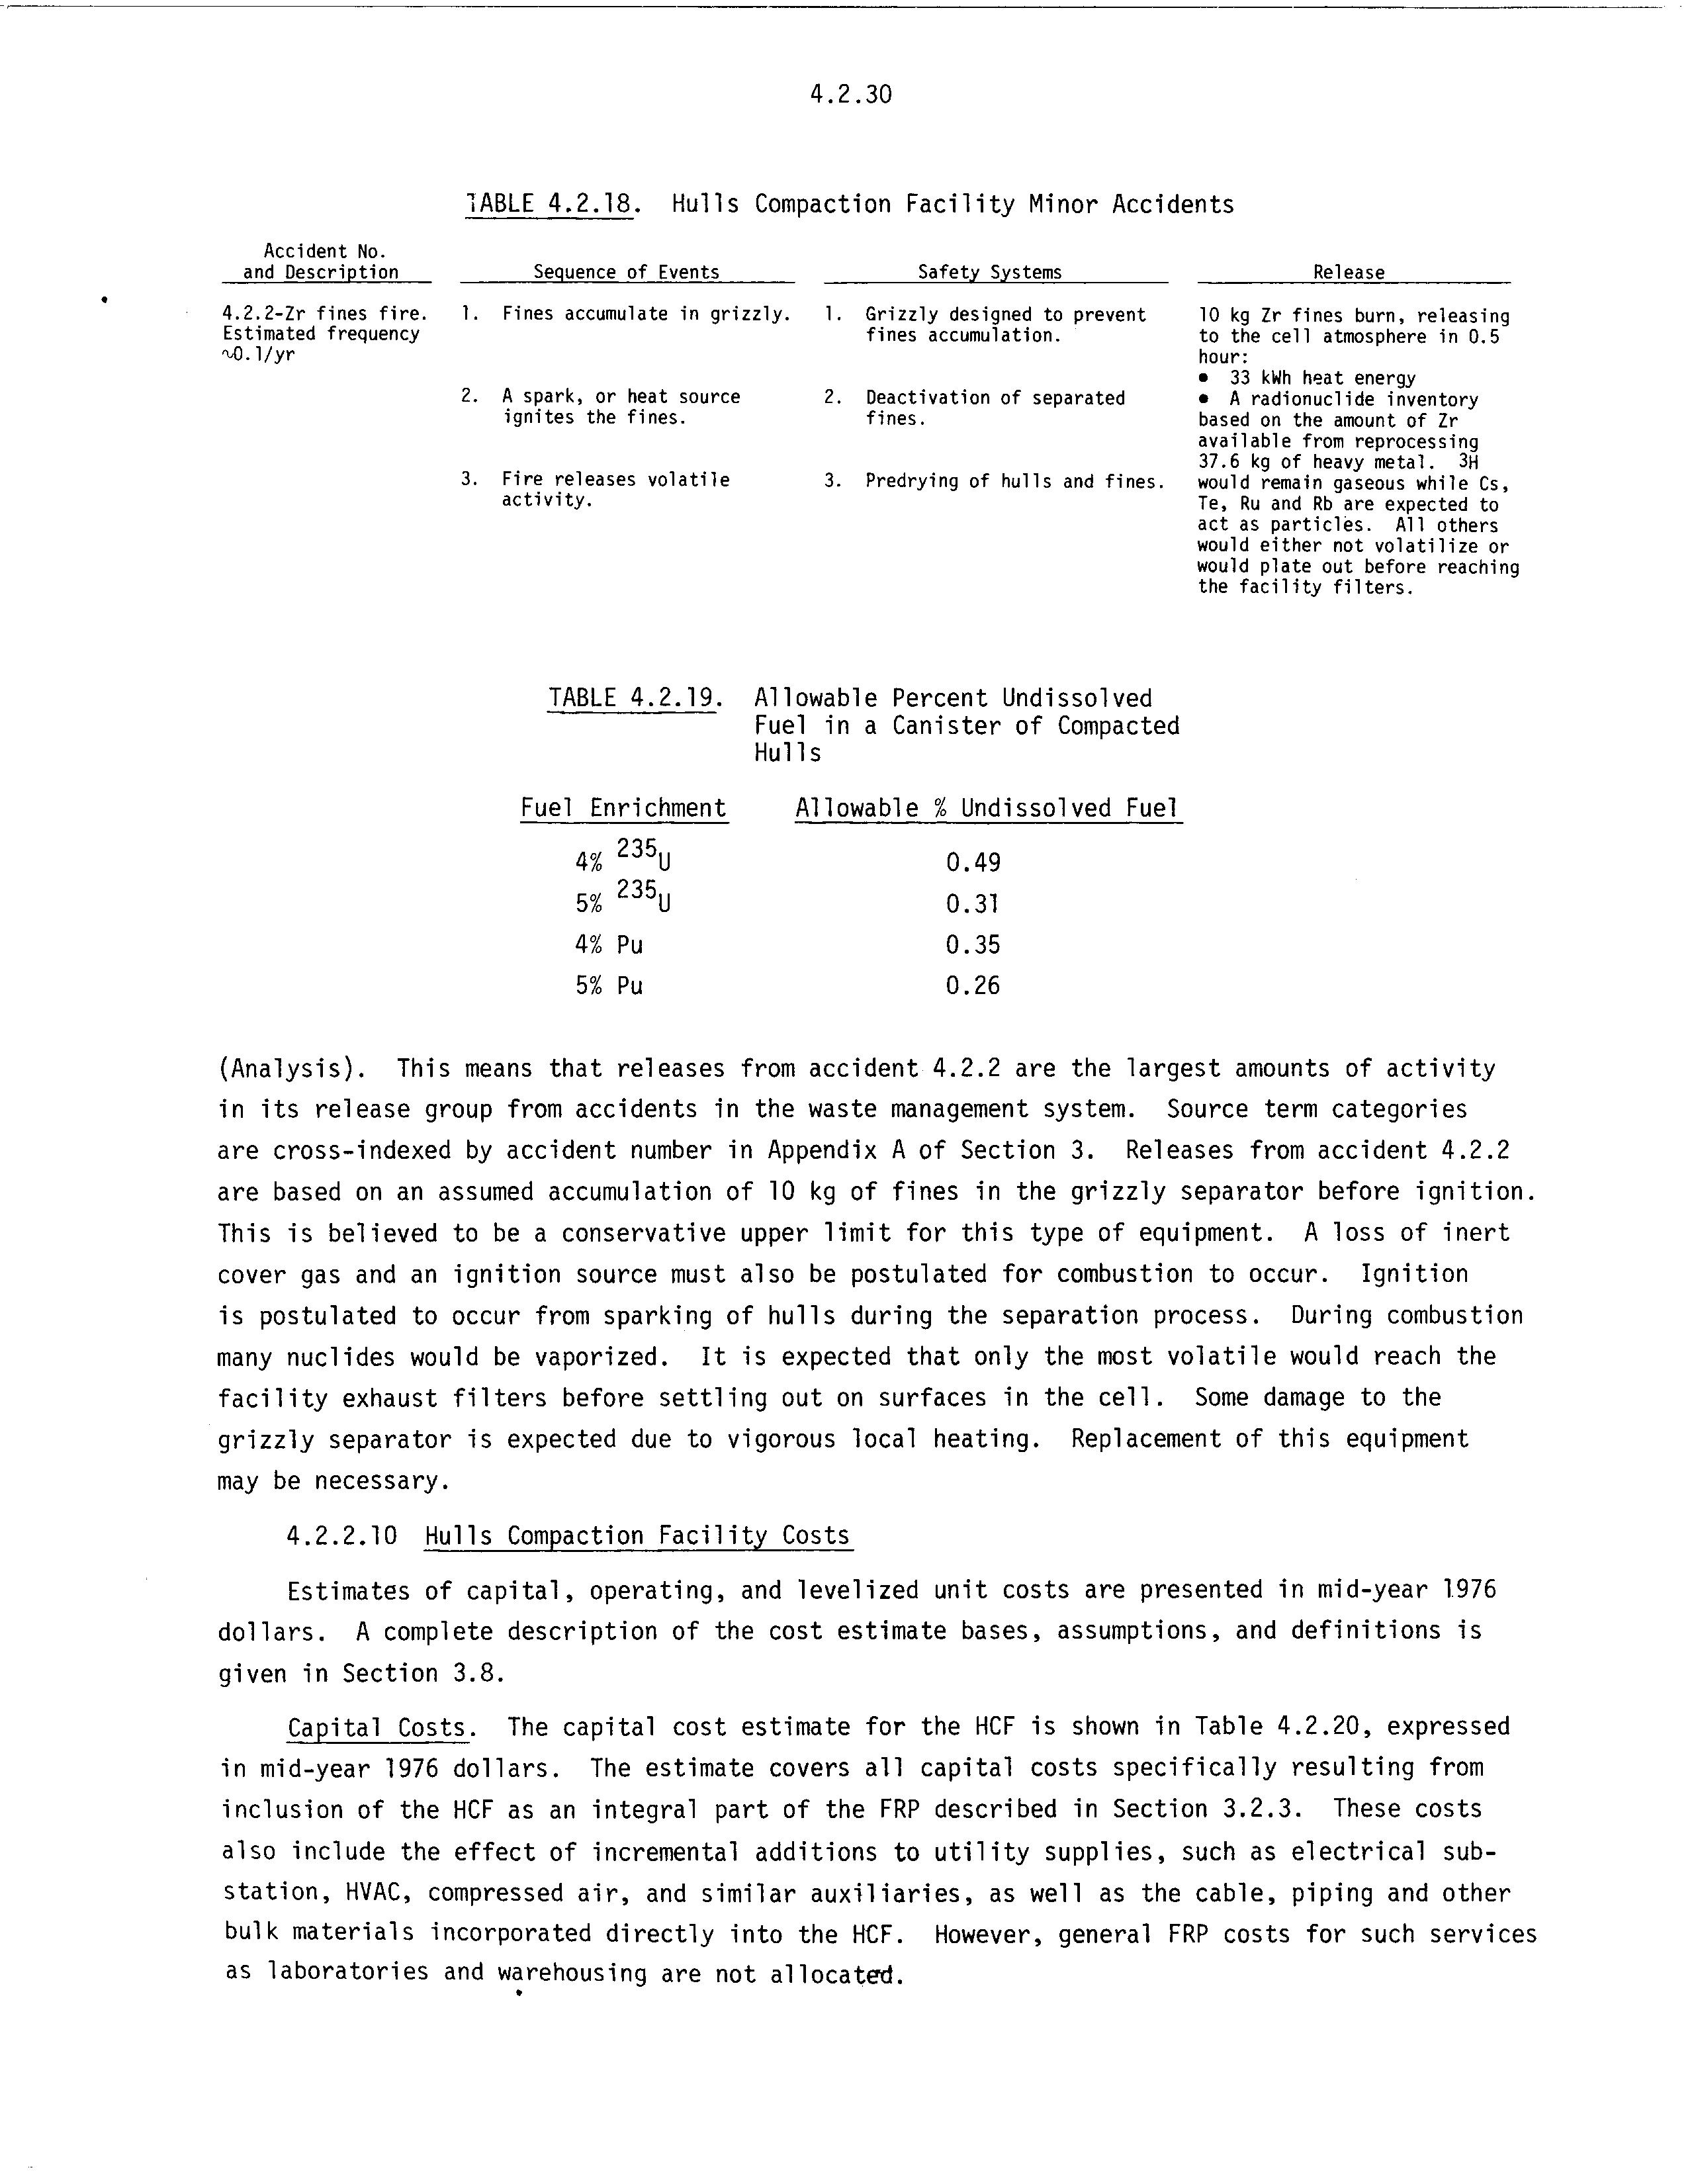 4.2.30
TABLE 4.2.18. Hulls Compaction Facility Minor Accidents
Accident No.
and Description
Sequence of Events
Safety Systems
Release
4.2.2-Zr fines fire.
Estimated frequency
~0.1/yr
1. Fines accumulate in grizzly.
2. A spark, or heat source
ignites the fines.
3. Fire releases volatile
activity.
1. Grizzly designed to prevent
fines accumulation.
2. Deactivation of separated
fines.
3. Predrying of hulls and fines.
10 kg Zr fines burn, releasing
to the cell atmosphere in 0.5
hour:
• 33 kWh heat energy
• A radionuclide inventory
based on the amount of Zr
available from reprocessing
37.6 kg of heavy metal. 3H
would remain gaseous while Cs,
Te, Ru and Rb are expected to
act as particles. All others
would either not volatilize or
would plate out before reaching
the facility filters.
TABLE 4.2.19. Allowable Percent Undissolved
Fuel in a Canister of Compacted
Hulls
Fuel Enrichment Allowable % Undissolved Fuel
4% 235U 0.49
5% 235U 0.31
4% Pu 0.35
5% Pu 0.26
(Analysis). This means that releases from accident 4.2.2 are the largest amounts of activity
in its release group from accidents in the waste management system. Source term categories
are cross-indexed by accident number in Appendix A of Section 3. Releases from accident 4.2.2
are based on an assumed accumulation of 10 kg of fines in the grizzly separator before ignition.
This is believed to be a conservative upper limit for this type of equipment. A loss of inert
cover gas and an ignition source must also be postulated for combustion to occur. Ignition
is postulated to occur from sparking of hulls during the separation process. During combustion
many nuclides would be vaporized. It is expected that only the most volatile would reach the
facility exhaust filters before settling out on surfaces in the cell. Some damage to the
grizzly separator is expected due to vigorous local heating. Replacement of this equipment
may be necessary.
4.2.2.10 Hulls Compaction Facility Costs
Estimates of capital, operating, and levelized unit costs are presented in mid-year 1976
dollars. A complete description of the cost estimate bases, assumptions, and definitions is
given in Section 3.8.
Capital Costs. The capital cost estimate for the HCF is shown in Table 4.2.20, expressed
in mid-year 1976 dollars. The estimate covers all capital costs specifically resulting from
inclusion of the HCF as an integral part of the FRP described in Section 3.2.3. These costs
also include the effect of incremental additions to utility supplies, such as electrical sub-
station, HVAC, compressed air, and similar auxiliaries, as well as the cable, piping and other
bulk materials incorporated directly into the HCF. However, general FRP costs for such services
as laboratories and warehousing are not allocated.